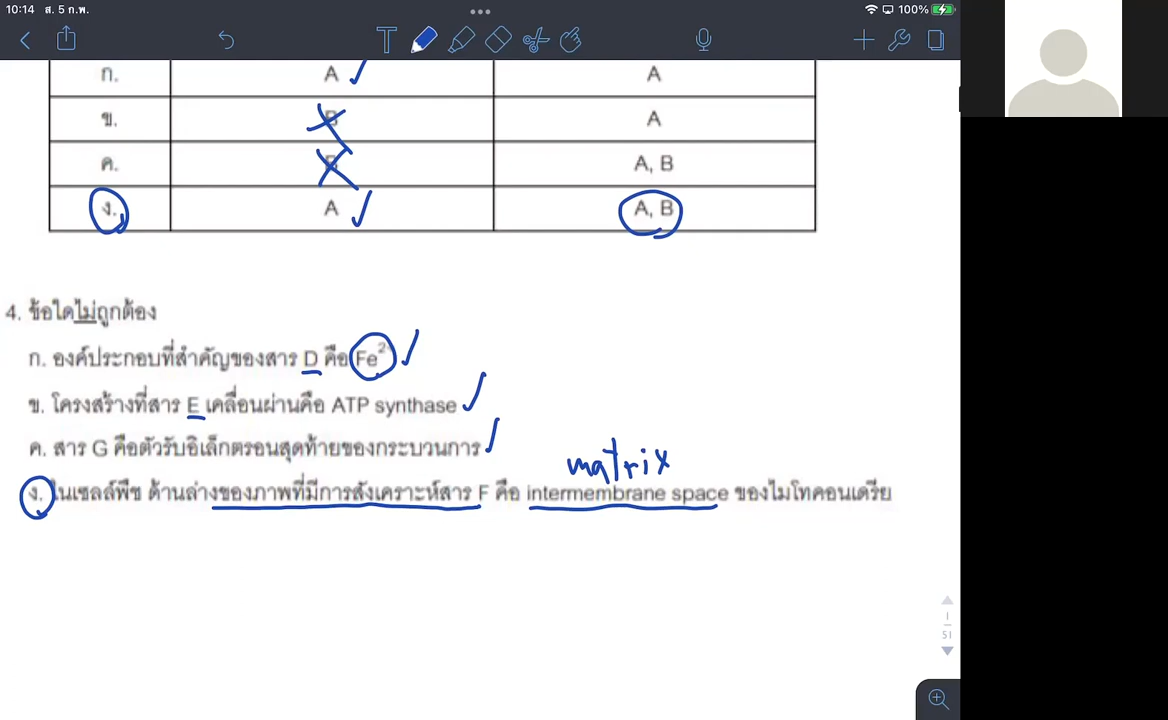 10:14 ส. 5 ก.พ. 100%
ก. A ✓ A
ข. B A
ค. B A, B
ง. A ✓ A, B
4. ข้อใดไม่ถูกต้อง
ก. องค์ประกอบที่สำคัญของสาร D คือ Fe²⁺ ✓
ข. โครงสร้างที่สาร E เคลื่อนผ่านคือ ATP synthase ✓
ค. สาร G คือตัวรับอิเล็กตรอนสุดท้ายของกระบวนการ ✓
matrix
ง. ในเซลล์พืช ด้านล่างของภาพที่มีการสังเคราะห์สาร F คือ intermembrane space ของไมโทคอนเดรีย
1
51